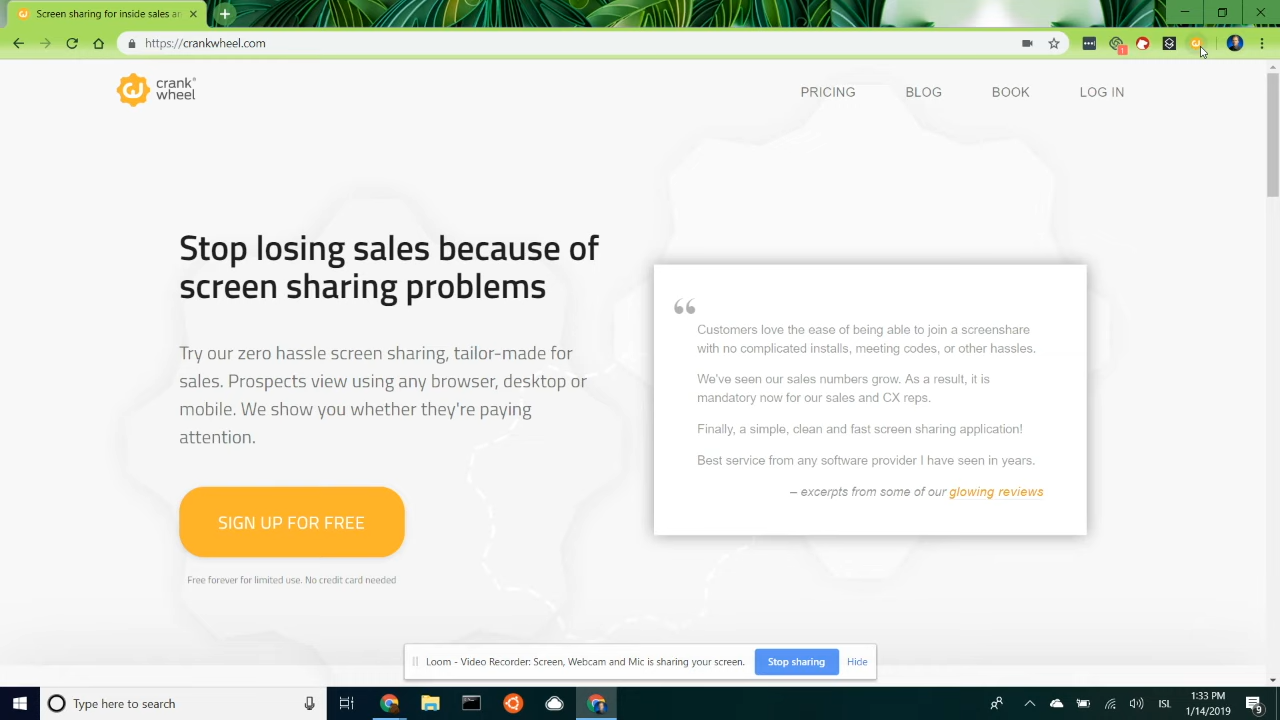 Screen sharing for inside sales an
https://crankwheel.com
1
crank
wheel
PRICING
BLOG
BOOK
LOG IN
Stop losing sales because of
screen sharing problems
Try our zero hassle screen sharing, tailor-made for
sales. Prospects view using any browser, desktop or
mobile. We show you whether they're paying
attention.
SIGN UP FOR FREE
Free forever for limited use. No credit card needed
“
Customers love the ease of being able to join a screenshare
with no complicated installs, meeting codes, or other hassles.
We've seen our sales numbers grow. As a result, it is
mandatory now for our sales and CX reps.
Finally, a simple, clean and fast screen sharing application!
Best service from any software provider I have seen in years.
– excerpts from some of our glowing reviews
Loom - Video Recorder: Screen, Webcam and Mic is sharing your screen.
Stop sharing
Hide
Type here to search
ISL
1:33 PM
1/14/2019
9